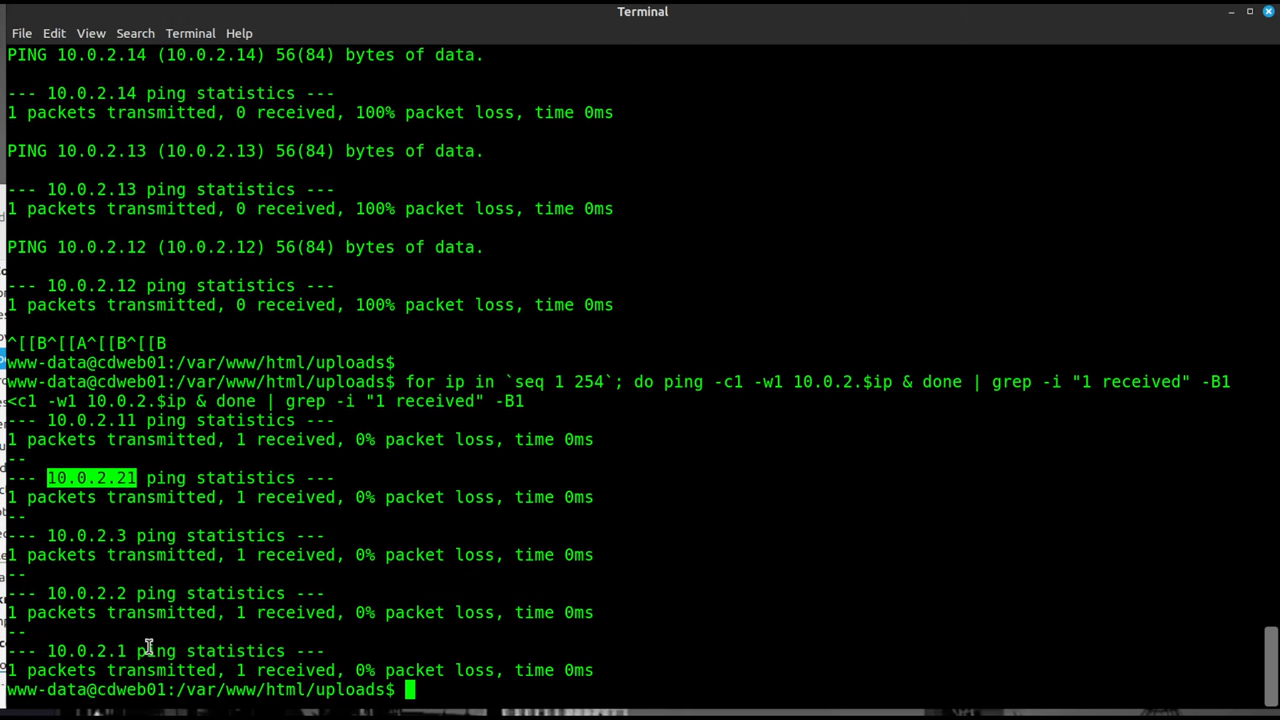 Terminal
File Edit View Search Terminal Help
PING 10.0.2.14 (10.0.2.14) 56(84) bytes of data.
--- 10.0.2.14 ping statistics ---
1 packets transmitted, 0 received, 100% packet loss, time 0ms
PING 10.0.2.13 (10.0.2.13) 56(84) bytes of data.
--- 10.0.2.13 ping statistics ---
1 packets transmitted, 0 received, 100% packet loss, time 0ms
PING 10.0.2.12 (10.0.2.12) 56(84) bytes of data.
--- 10.0.2.12 ping statistics ---
1 packets transmitted, 0 received, 100% packet loss, time 0ms
^[[B^[[A^[[B^[[B
www-data@cdweb01:/var/www/html/uploads$
www-data@cdweb01:/var/www/html/uploads$ for ip in `seq 1 254`; do ping -c1 -w1 10.0.2.$ip & done | grep -i "1 received" -B1
<c1 -w1 10.0.2.$ip & done | grep -i "1 received" -B1
--- 10.0.2.11 ping statistics ---
1 packets transmitted, 1 received, 0% packet loss, time 0ms
--
--- 10.0.2.21 ping statistics ---
1 packets transmitted, 1 received, 0% packet loss, time 0ms
--
--- 10.0.2.3 ping statistics ---
1 packets transmitted, 1 received, 0% packet loss, time 0ms
--
--- 10.0.2.2 ping statistics ---
1 packets transmitted, 1 received, 0% packet loss, time 0ms
--
--- 10.0.2.1 ping statistics ---
1 packets transmitted, 1 received, 0% packet loss, time 0ms
www-data@cdweb01:/var/www/html/uploads$